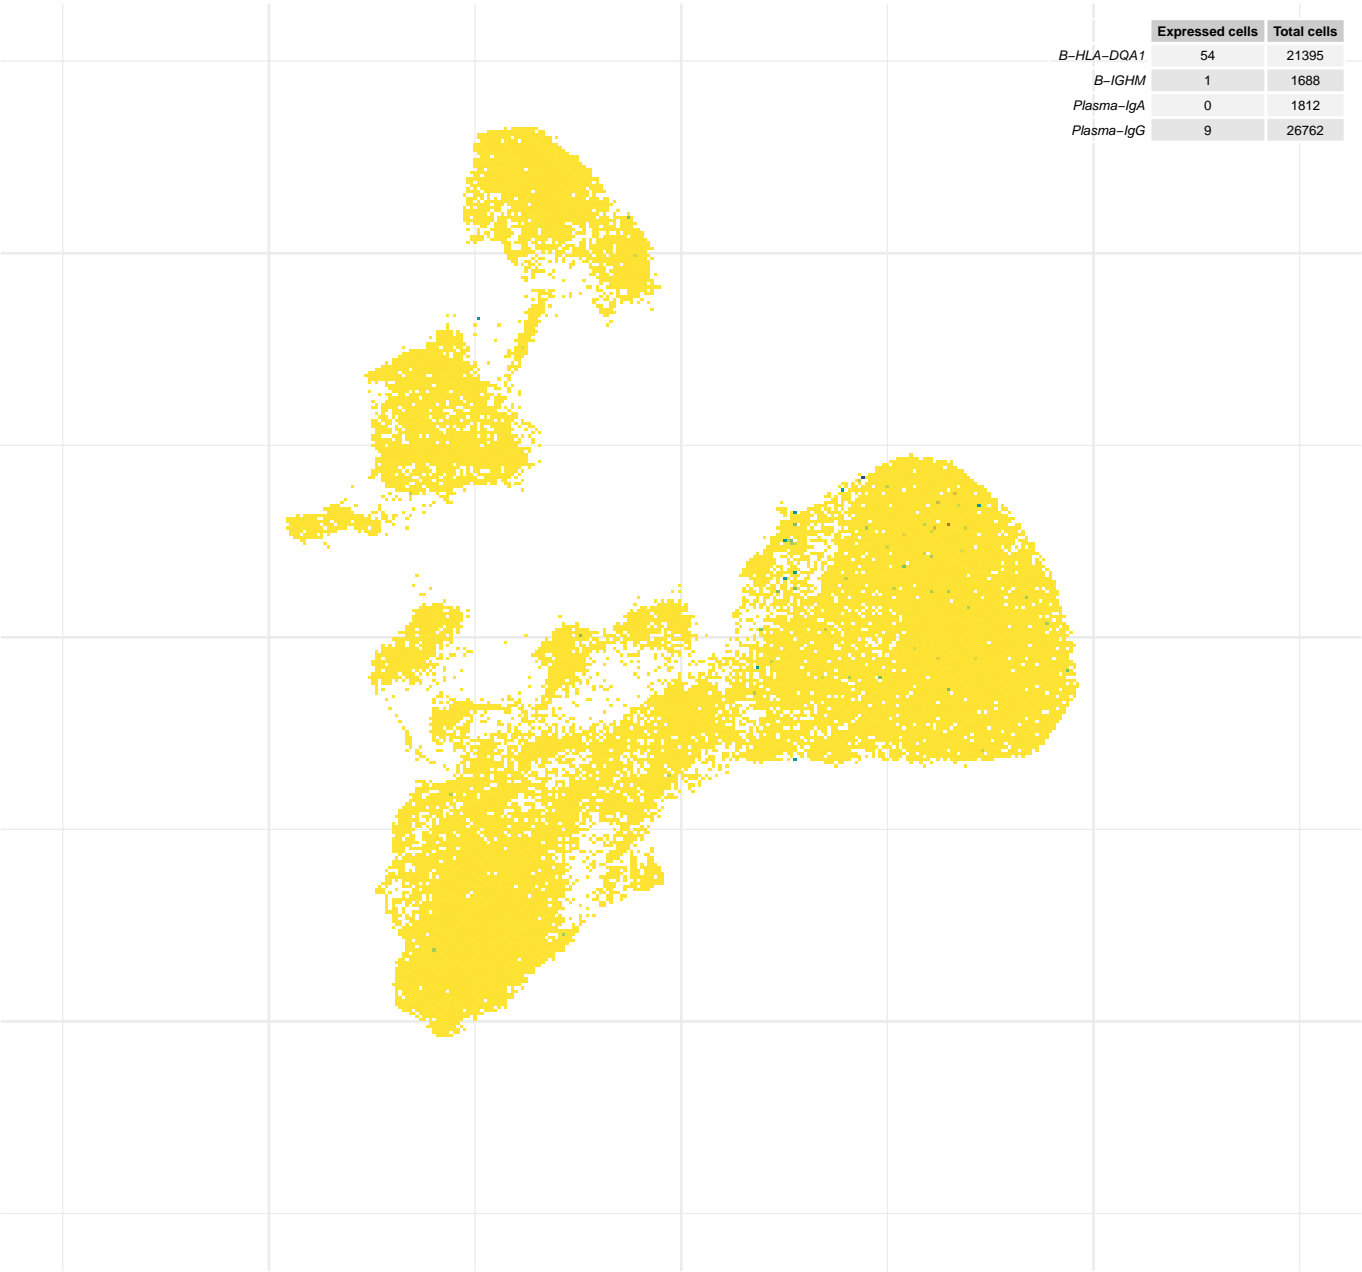 Expressed cells Total cells
B−HLA−DQA1 54 21395
B−IGHM 1 1688
Plasma−IgA 0 1812
Plasma−IgG 9 26762